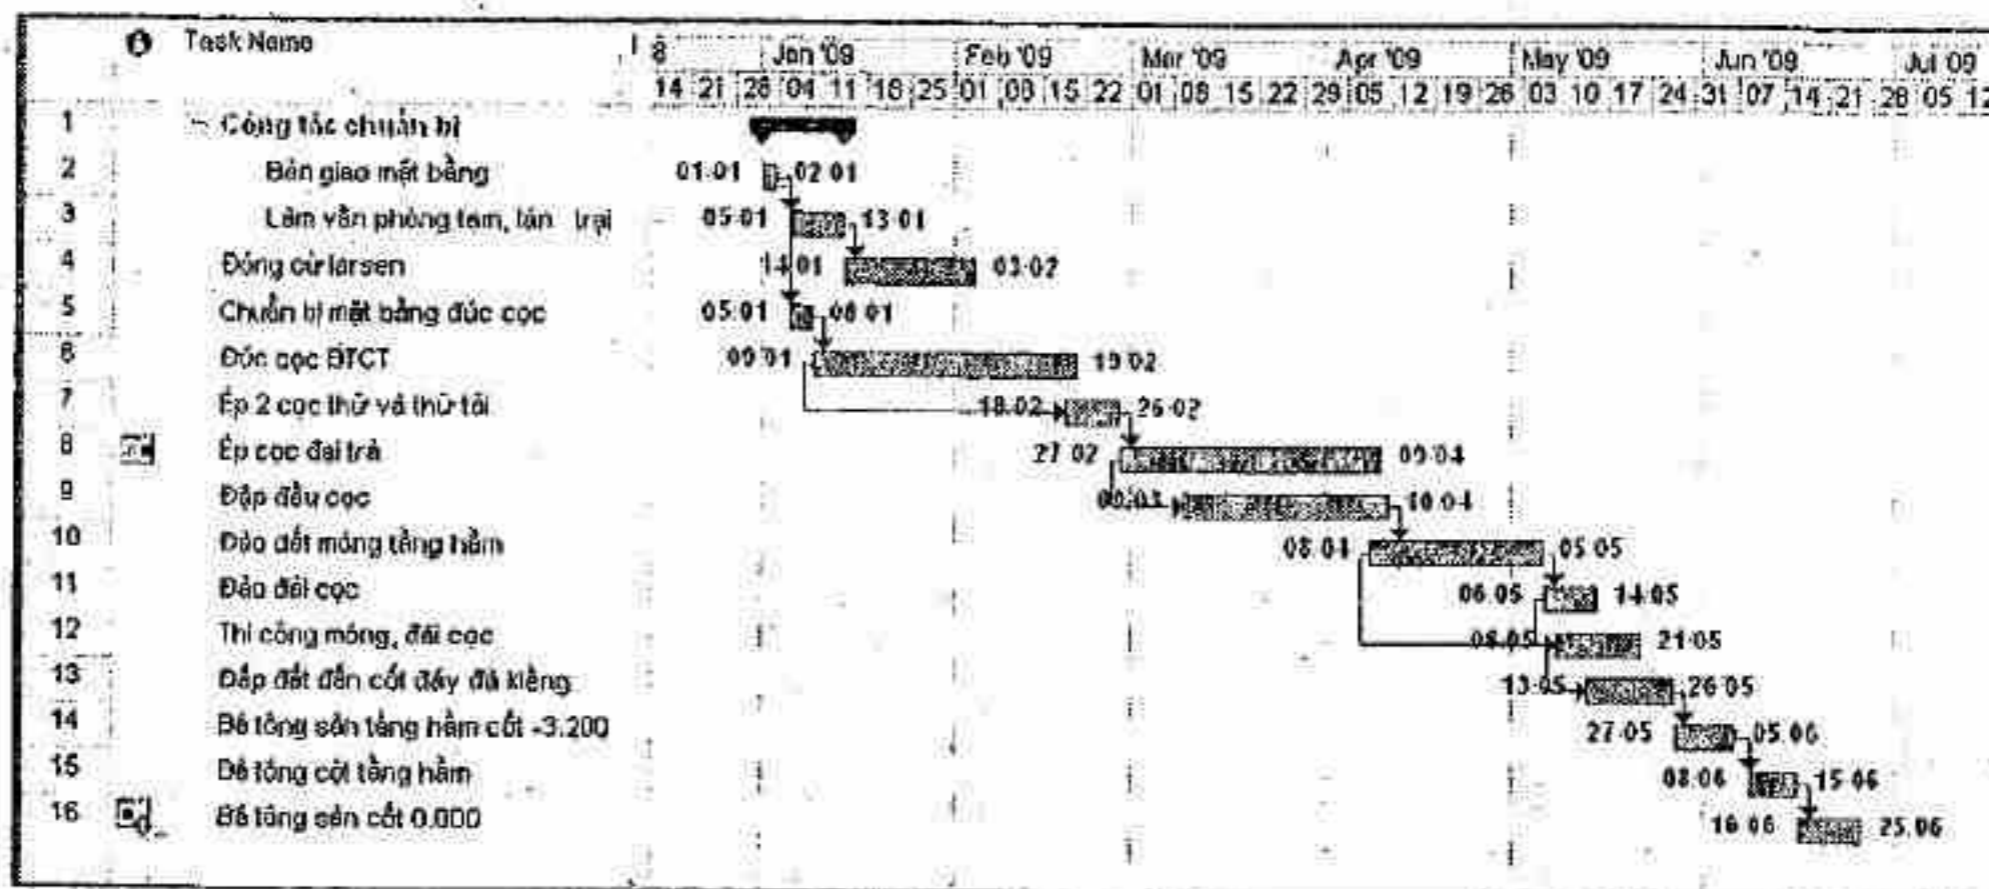 Task Name
8 Jan '09 Feb '09 Mar '09 Apr '09 May '09 Jun '09 Jul 09
14 21 28 04 11 18 25 01 08 15 22 01 08 15 22 29 05 12 19 26 03 10 17 24 31 07 14 21 28 05 12
1 Công tác chuẩn bị
2 Bàn giao mặt bằng 01.01 02 01
3 Làm văn phòng tạm, lán trại 05.01 13.01
4 Đóng cừ larsen 14.01 03.02
5 Chuẩn bị mặt bằng đúc cọc 05.01 08.01
6 Đúc cọc BTCT 09.01 19.02
7 Ép 2 cọc thử và thử tải 18.02 26.02
8 Ép cọc đại trà 27.02 09.04
9 Đập đầu cọc 10.04
10 Đào đất móng tầng hầm 08.04 05.05
11 Đào đài cọc 06.05 14.05
12 Thi công móng, đài cọc 21.05
13 Đắp đất đến cốt đáy đà kiềng 13.05 26.05
14 Bê tông sàn tầng hầm cốt -3.200 27.05 05.06
15 Bê tông cột tầng hầm 08.06 15.06
16 Bê tông sàn cốt 0.000 16 06 25.06